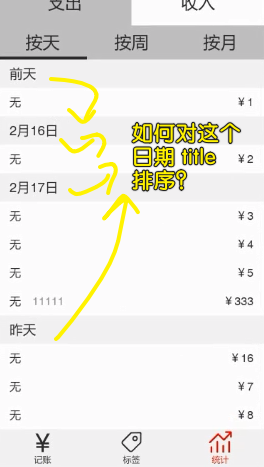 支出 收入
按天 按周 按月
前天
无 ¥1
2月16日
无 ¥2
2月17日
无 ¥3
无 ¥4
无 ¥5
无 11111 ¥333
昨天
无 ¥16
无 ¥7
无 ¥8
如何对这个
日期 title
排序？
记账 标签 统计